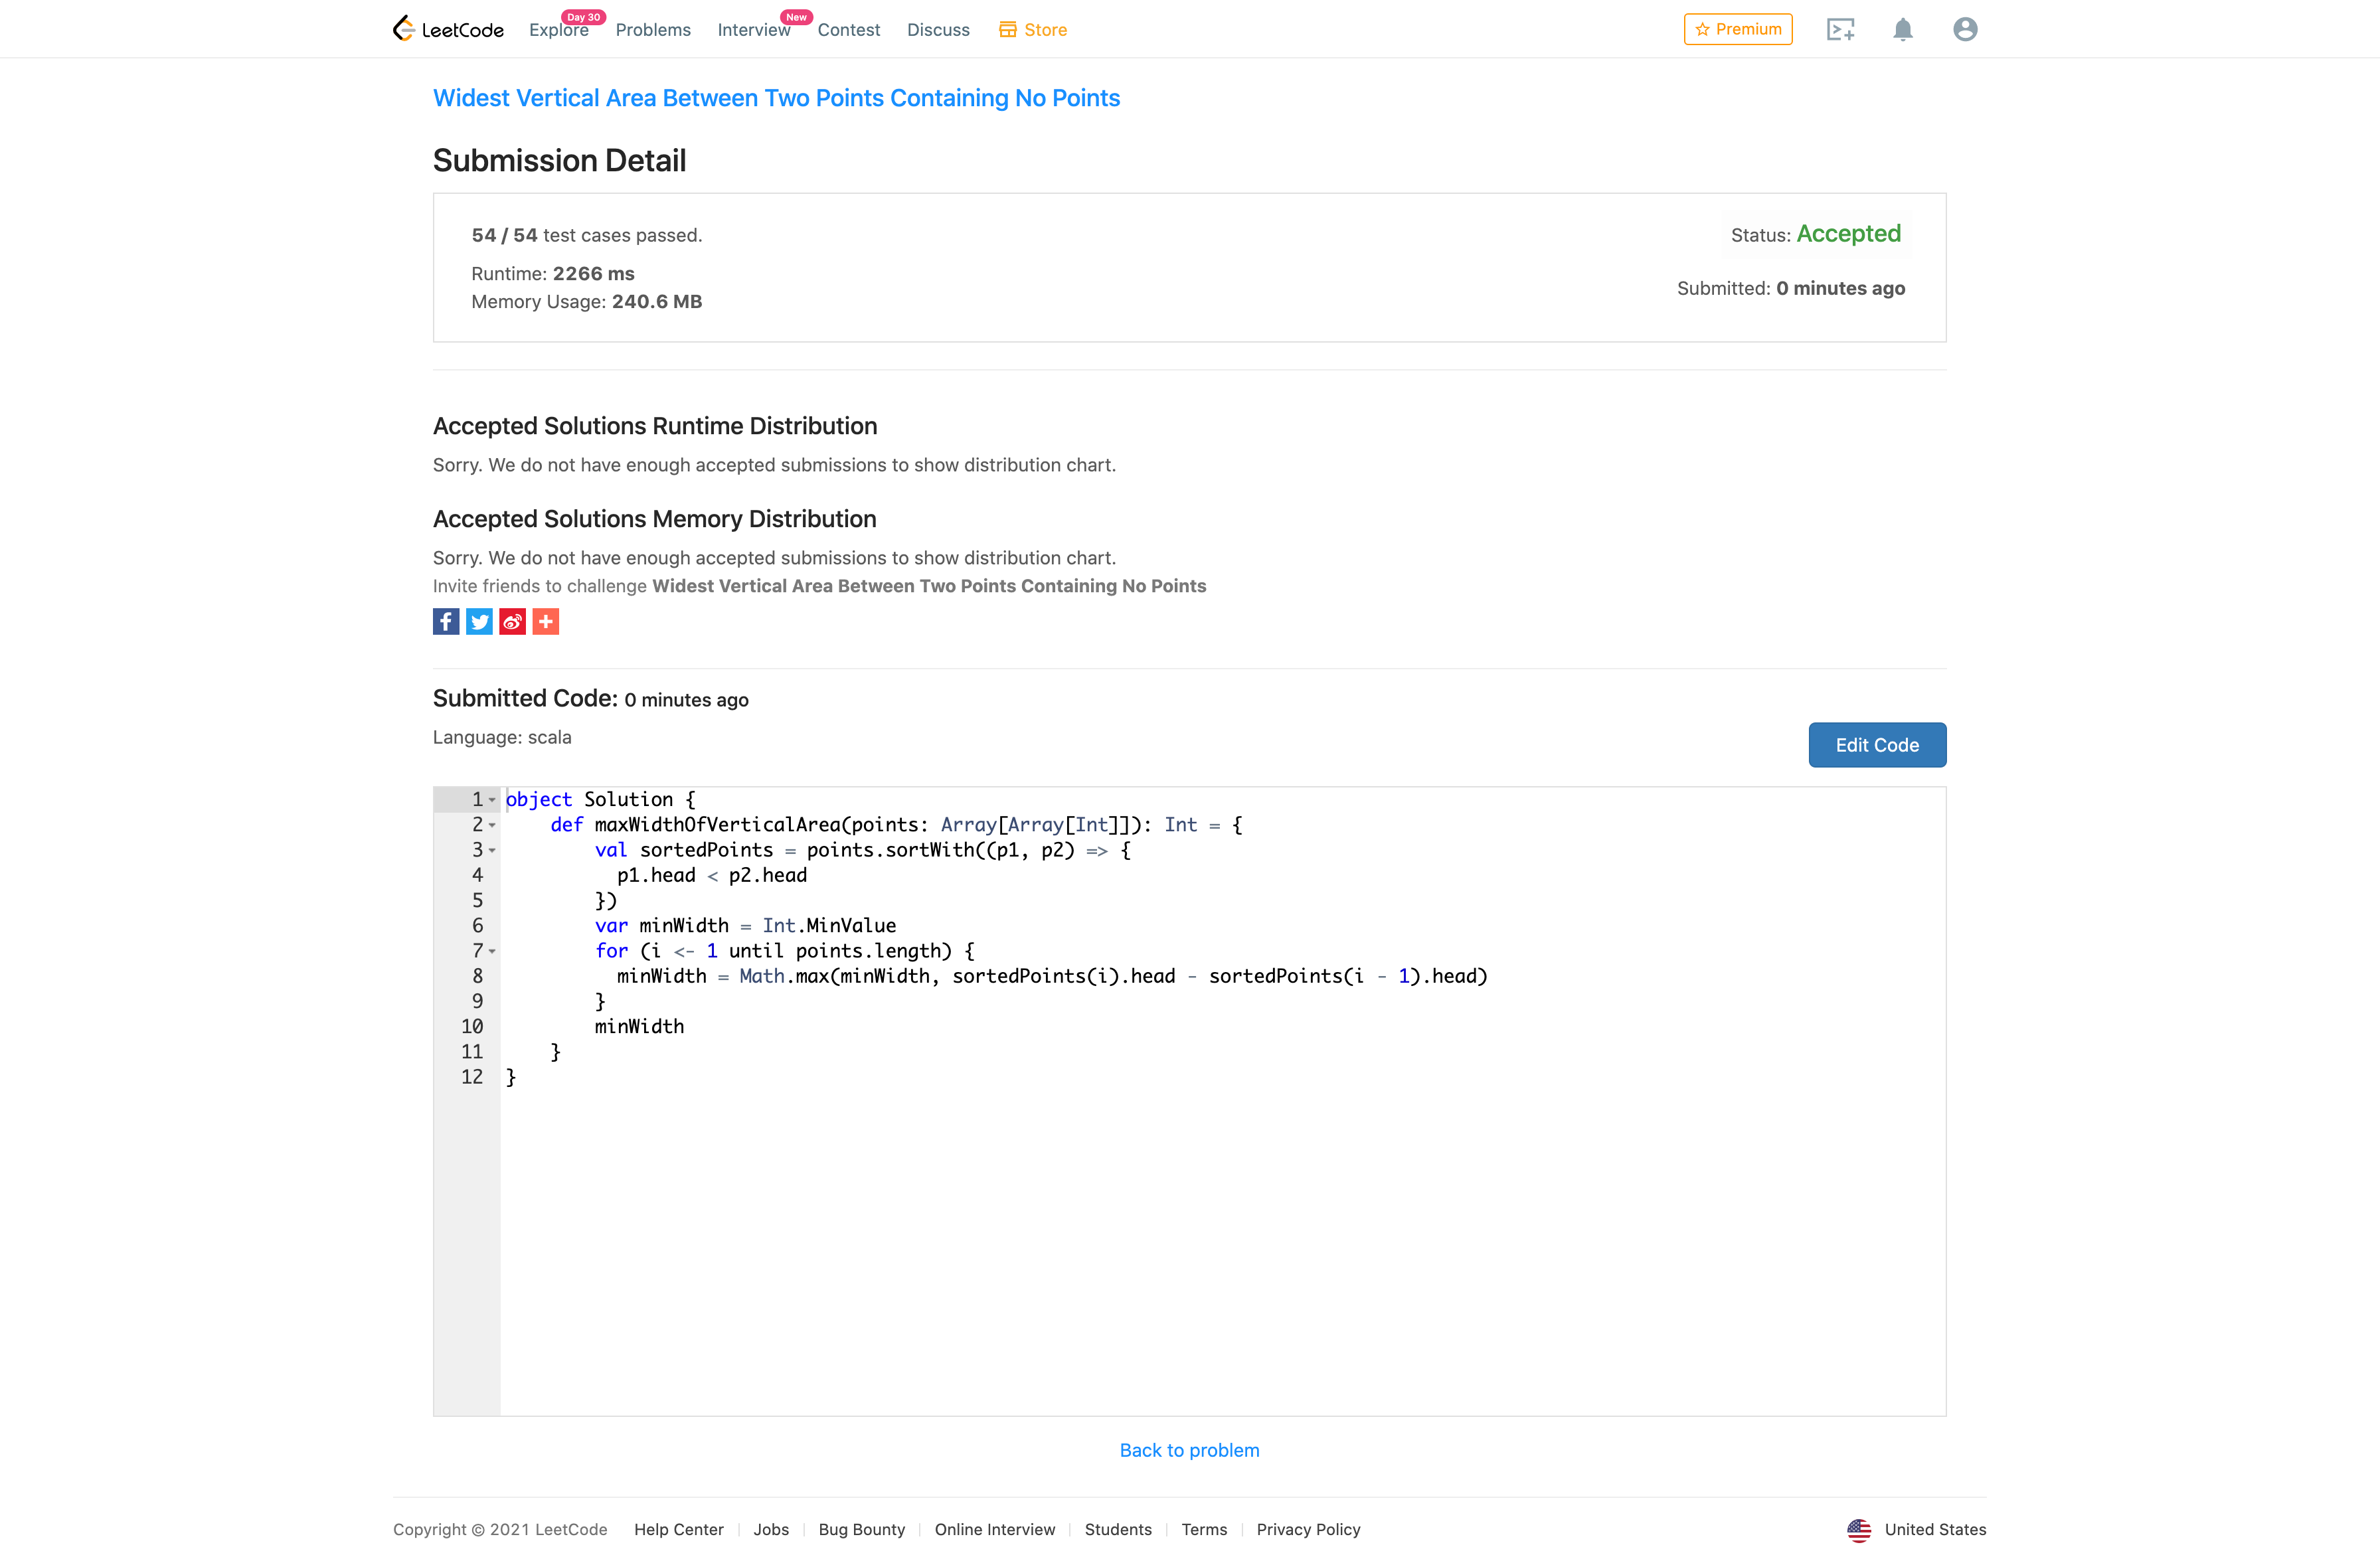 LeetCode Explore Day 30 Problems Interview New Contest Discuss Store Premium
Widest Vertical Area Between Two Points Containing No Points
Submission Detail
54 / 54 test cases passed.
Status: Accepted
Runtime: 2266 ms
Submitted: 0 minutes ago
Memory Usage: 240.6 MB
Accepted Solutions Runtime Distribution
Sorry. We do not have enough accepted submissions to show distribution chart.
Accepted Solutions Memory Distribution
Sorry. We do not have enough accepted submissions to show distribution chart.
Invite friends to challenge Widest Vertical Area Between Two Points Containing No Points
Submitted Code: 0 minutes ago
Language: scala
Edit Code
1 object Solution {
2     def maxWidthOfVerticalArea(points: Array[Array[Int]]): Int = {
3         val sortedPoints = points.sortWith((p1, p2) => {
4           p1.head < p2.head
5         })
6         var minWidth = Int.MinValue
7         for (i <- 1 until points.length) {
8           minWidth = Math.max(minWidth, sortedPoints(i).head - sortedPoints(i - 1).head)
9         }
10         minWidth
11     }
12 }
Back to problem
Copyright © 2021 LeetCode Help Center Jobs Bug Bounty Online Interview Students Terms Privacy Policy United States